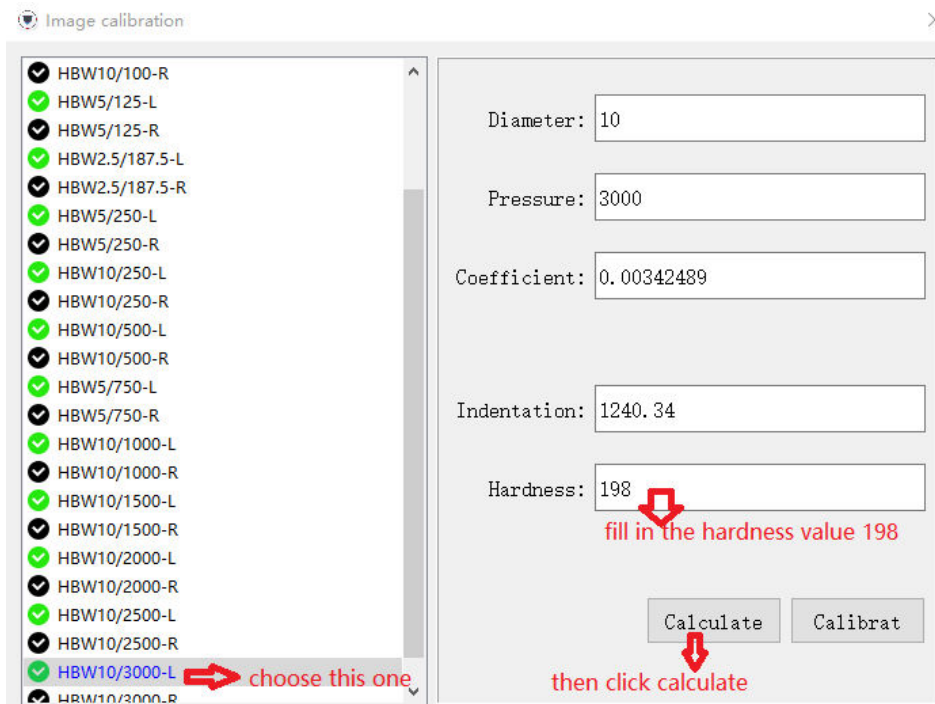 Image calibration
HBW10/100-R
HBW5/125-L
HBW5/125-R
HBW2.5/187.5-L
HBW2.5/187.5-R
HBW5/250-L
HBW5/250-R
HBW10/250-L
HBW10/250-R
HBW10/500-L
HBW10/500-R
HBW5/750-L
HBW5/750-R
HBW10/1000-L
HBW10/1000-R
HBW10/1500-L
HBW10/1500-R
HBW10/2000-L
HBW10/2000-R
HBW10/2500-L
HBW10/2500-R
HBW10/3000-L
choose this one
HBW10/3000-R
Diameter: 10
Pressure: 3000
Coefficient: 0.00342489
Indentation: 1240.34
Hardness: 198
fill in the hardness value 198
Calculate
Calibrat
then click calculate